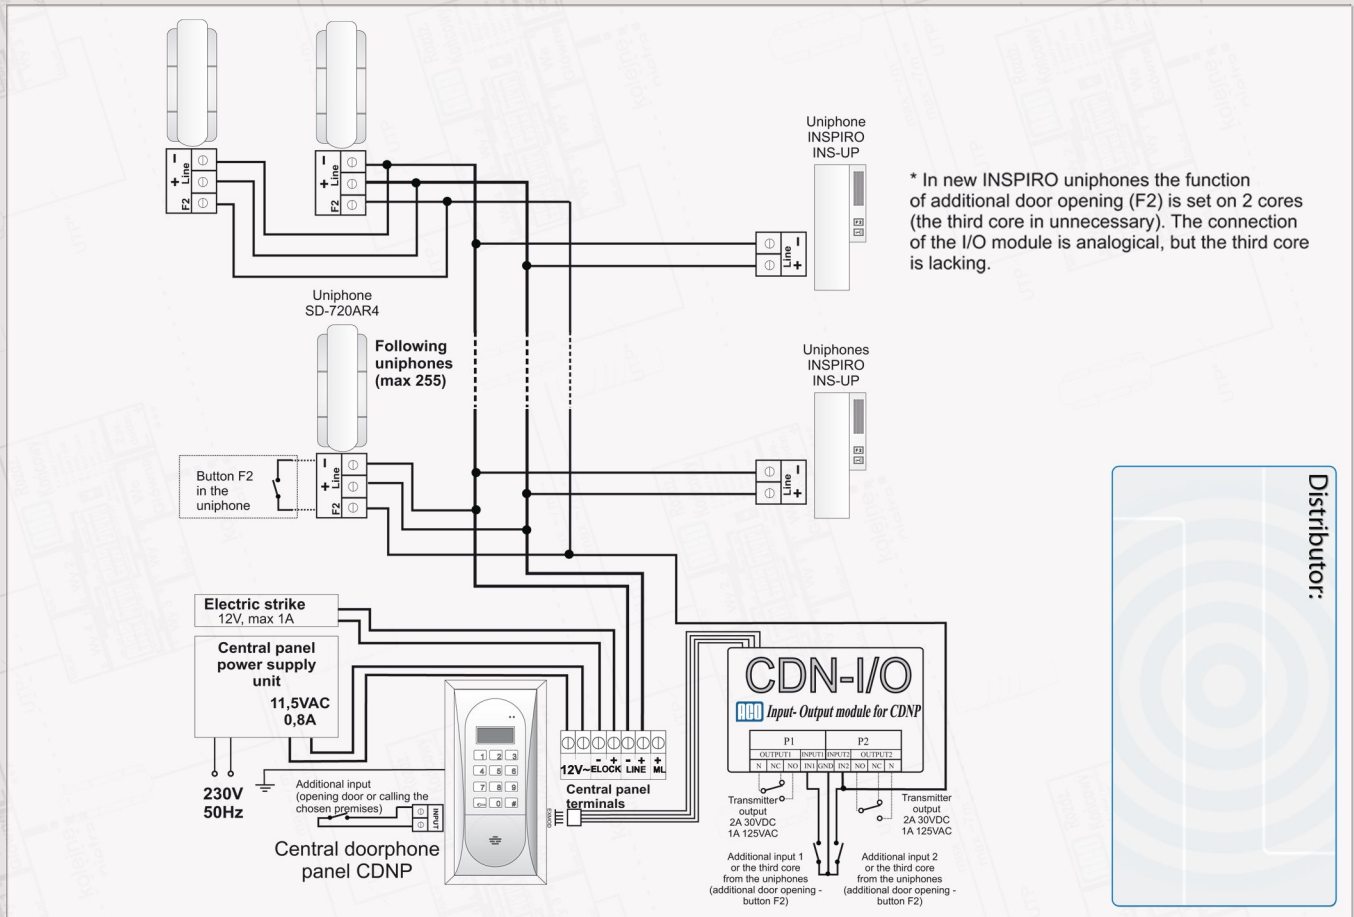 Uniphone
INSPIRO
INS-UP
* In new INSPIRO uniphones the function
of additional door opening (F2) is set on 2 cores
(the third core in unnecessary). The connection
of the I/O module is analogical, but the third core
is lacking.
-
+
Line
F2
-
+
Line
F2
Line
-
+
Uniphone
SD-720AR4
Following
uniphones
(max 255)
Uniphones
INSPIRO
INS-UP
Button F2
in the
uniphone
-
+
Line
F2
Line
-
+
Distributor:
Electric strike
12V, max 1A
Central panel
power supply
unit
11,5VAC
0,8A
230V
50Hz
Additional input
(opening door or calling the
chosen premises)
INPUT
Central doorphone
panel CDNP
1 2 3
4 5 6
7 8 9
0 #
- + - + +
12V~ ELOCK LINE ML
Central panel
terminals
CDN-I/O
ACO Input- Output module for CDNP
P1 P2
OUTPUT1 INPUT1 INPUT2 OUTPUT2
N NC NO IN1 GND IN2 NO NC N
Transmitter
output
2A 30VDC
1A 125VAC
Transmitter
output
2A 30VDC
1A 125VAC
Additional input 1
or the third core
from the uniphones
(additional door opening -
button F2)
Additional input 2
or the third core
from the uniphones
(additional door opening -
button F2)